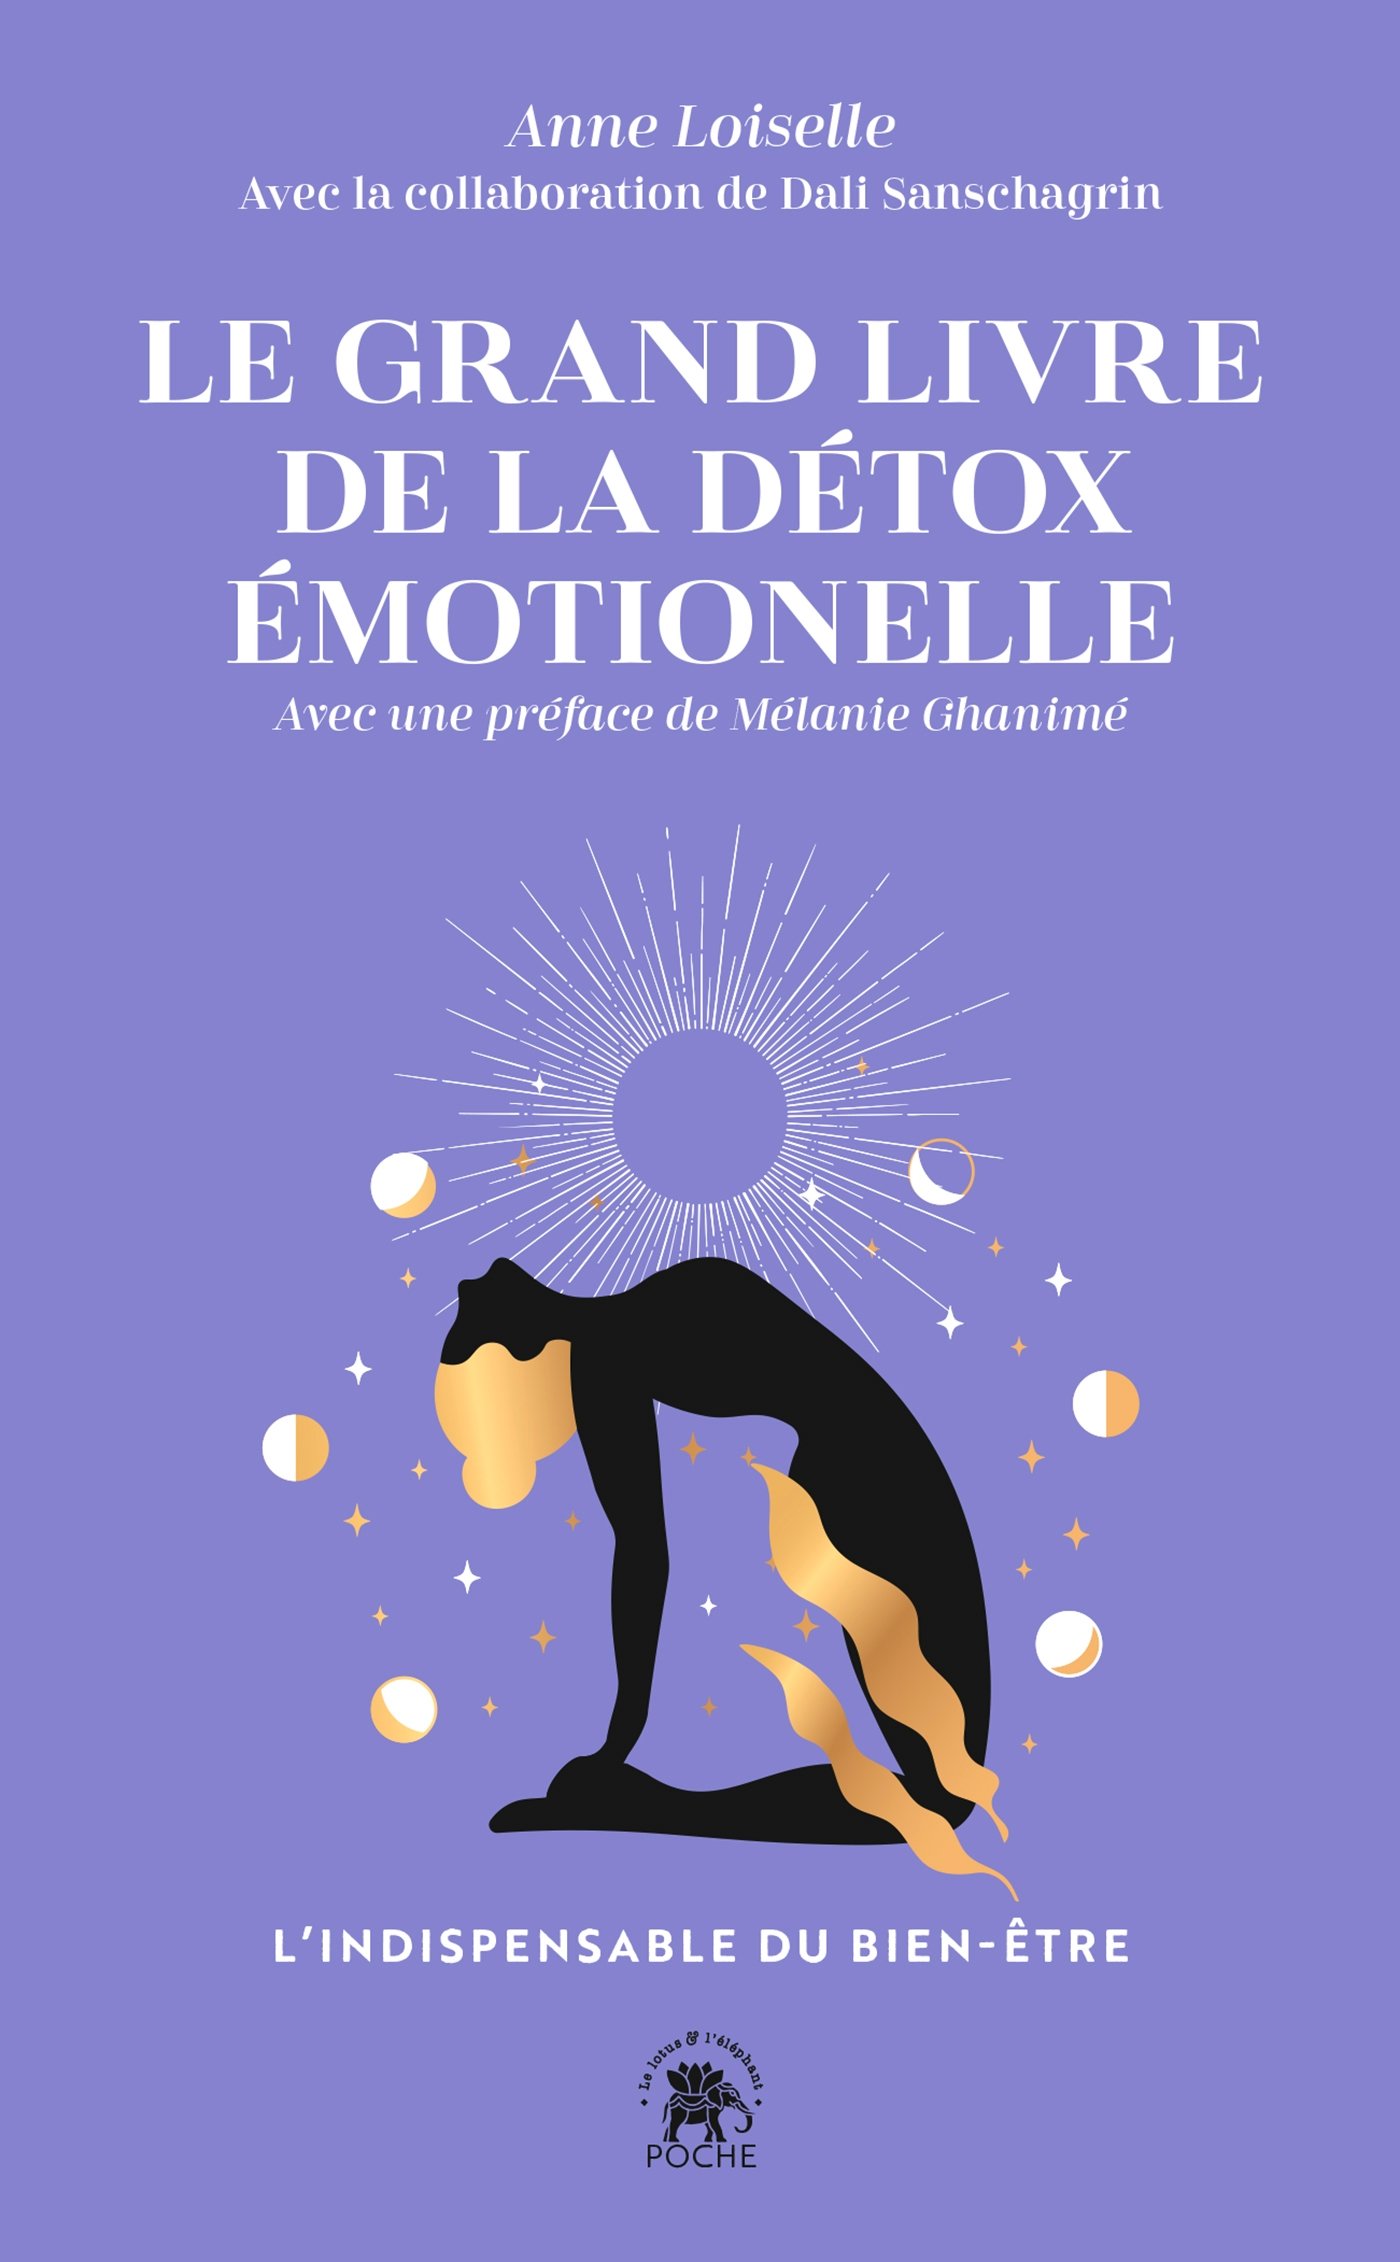 Anne Loiselle
Avec la collaboration de Dali Sanschagrin
LE GRAND LIVRE
DE LA DÉTOX
ÉMOTIONELLE
Avec une préface de Mélanie Ghanimé
L'INDISPENSABLE DU BIEN-ÊTRE
Le lotus & l'éléphant
POCHE